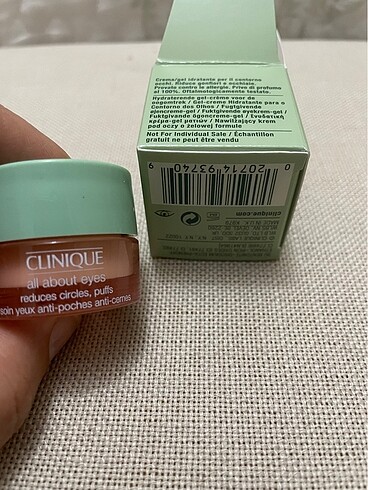 Crema/gel idratante per il contorno
occhi. Riduce gonfiori e occhiaie.
Provato contro le allergie. Privo di profumo
al 100%. Oftalmologicamente testato.
Hydraterende gel-crème voor de
oogomtrek / Gel-creme Hidratante para o
Contorno dos Olhos / Fugtgivende
øjencreme-gel / Fuktgivende øyekrem-gel /
Fuktgivande ögoncreme-gel / Ενυδατική
κρέμα-gel ματιών / Nawilżający krem
pod oczy o żelowej formule
Not For Individual Sale / Échantillon
gratuit ne peut être vendu
0 20714 93740 9
clinique.com
CLINIQUE
all about eyes
reduces circles, puffs
soin yeux anti-poches anti-cernes